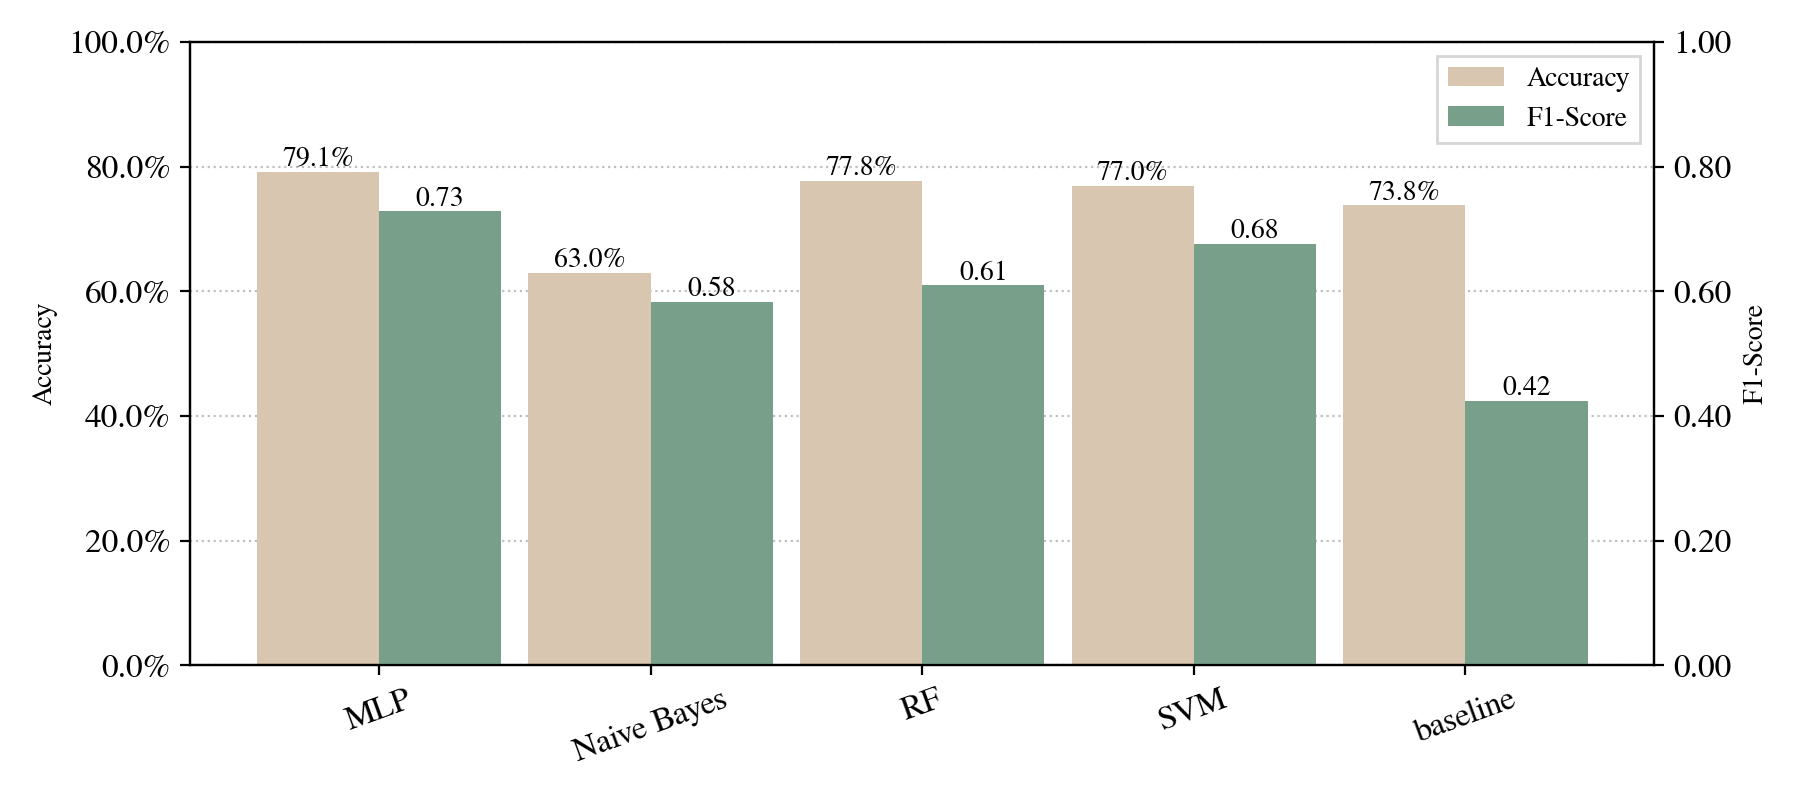 100.0%
80.0%
60.0%
40.0%
20.0%
0.0%
Accuracy
1.00
0.80
0.60
0.40
0.20
0.00
F1-Score
Accuracy
F1-Score
79.1%
0.73
63.0%
0.58
77.8%
0.61
77.0%
0.68
73.8%
0.42
MLP
Naive Bayes
RF
SVM
baseline